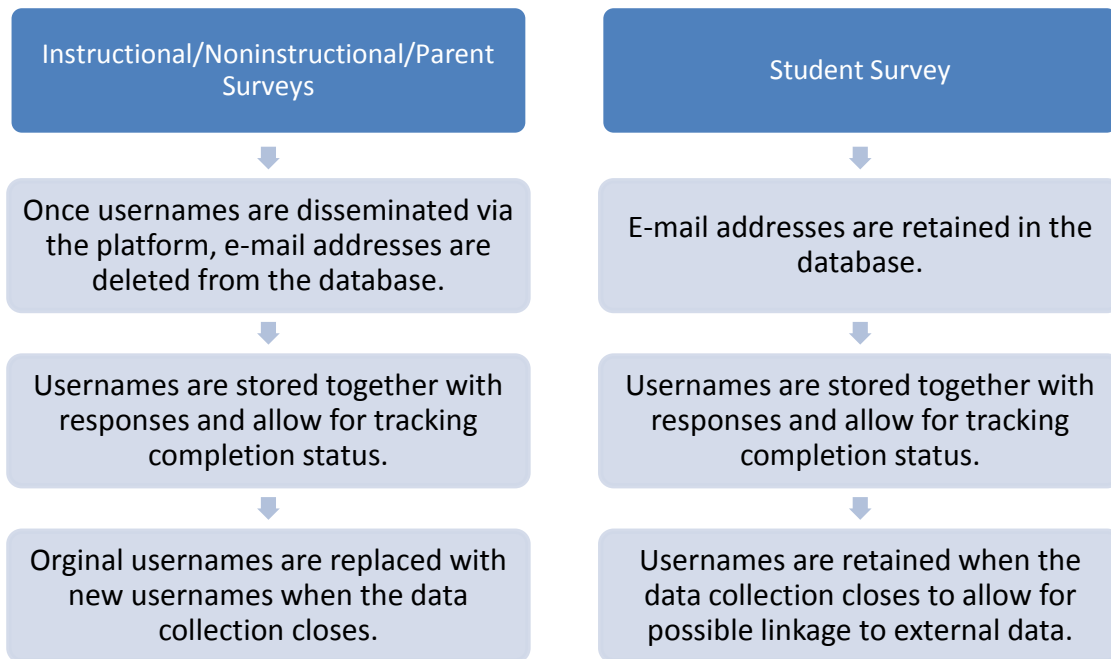 Instructional/Noninstructional/Parent
Surveys
Once usernames are disseminated via
the platform, e-mail addresses are
deleted from the database.
Usernames are stored together with
responses and allow for tracking
completion status.
Orginal usernames are replaced with
new usernames when the data
collection closes.
Student Survey
E-mail addresses are retained in the
database.
Usernames are stored together with
responses and allow for tracking
completion status.
Usernames are retained when the
data collection closes to allow for
possible linkage to external data.